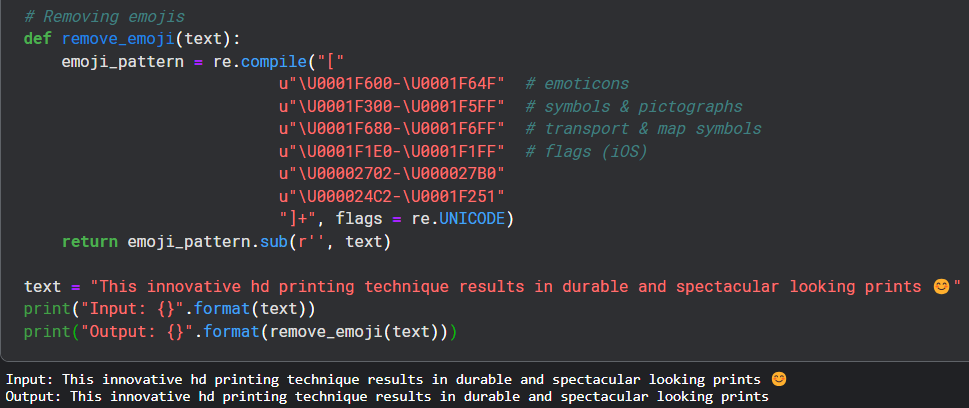 # Removing emojis
def remove_emoji(text):
    emoji_pattern = re.compile("["
                           u"\U0001F600-\U0001F64F"  # emoticons
                           u"\U0001F300-\U0001F5FF"  # symbols & pictographs
                           u"\U0001F680-\U0001F6FF"  # transport & map symbols
                           u"\U0001F1E0-\U0001F1FF"  # flags (iOS)
                           u"\U00002702-\U000027B0"
                           u"\U000024C2-\U0001F251"
                           "]+", flags = re.UNICODE)
    return emoji_pattern.sub(r'', text)

text = "This innovative hd printing technique results in durable and spectacular looking prints 😊"
print("Input: {}".format(text))
print("Output: {}".format(remove_emoji(text)))
Input: This innovative hd printing technique results in durable and spectacular looking prints 😊
Output: This innovative hd printing technique results in durable and spectacular looking prints